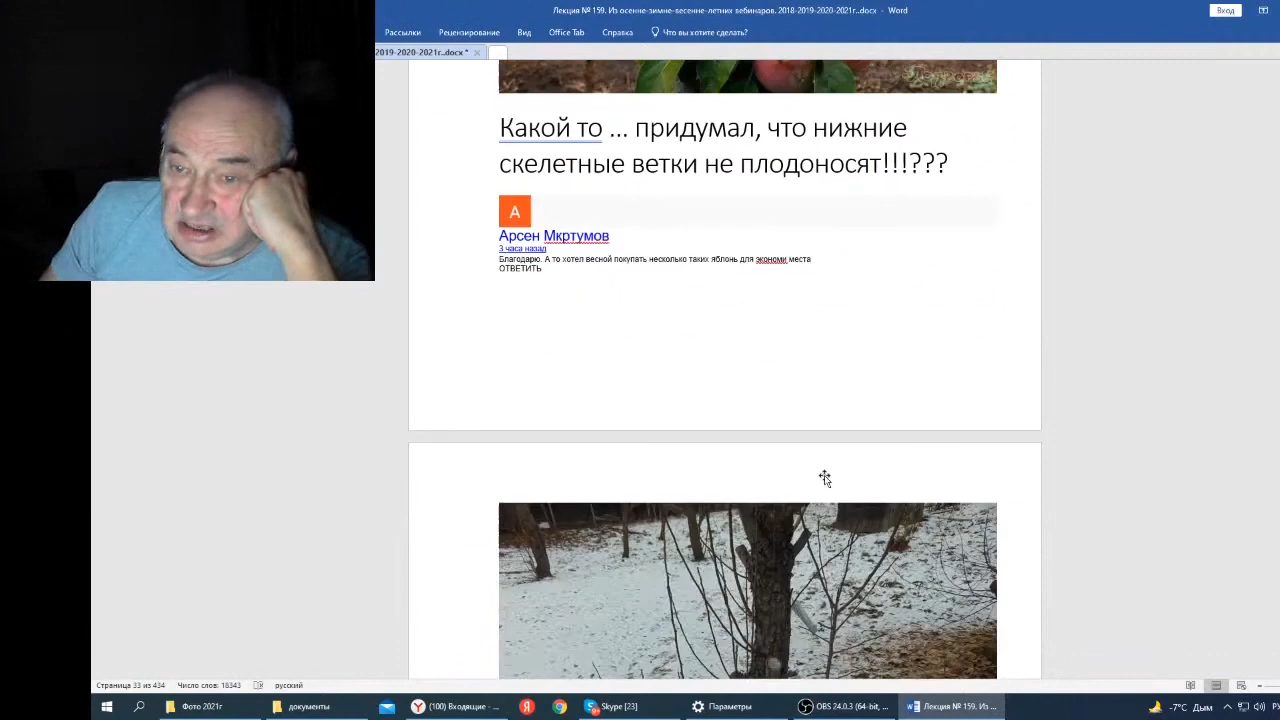 Лекция № 159. Из осенне-зимне-весенне-летних вебинаров. 2018-2019-2020-2021г..docx - Word
Вход
Рассылки Рецензирование Вид Office Tab Справка Что вы хотите сделать?
2019-2020-2021г..docx *
Какой то ... придумал, что нижние
скелетные ветки не плодоносят!!!???
А
Арсен Мкртумов
3 часа назад
Благодарю. А то хотел весной покупать несколько таких яблонь для экономи места
ОТВЕТИТЬ
Страница 33 из 434 Число слов: 18343 русский
Фото 2021г документы (100) Входящие - ... Skype [23] Параметры OBS 24.0.3 (64-bit, ... Лекция № 159. Из ... -7°C Дым